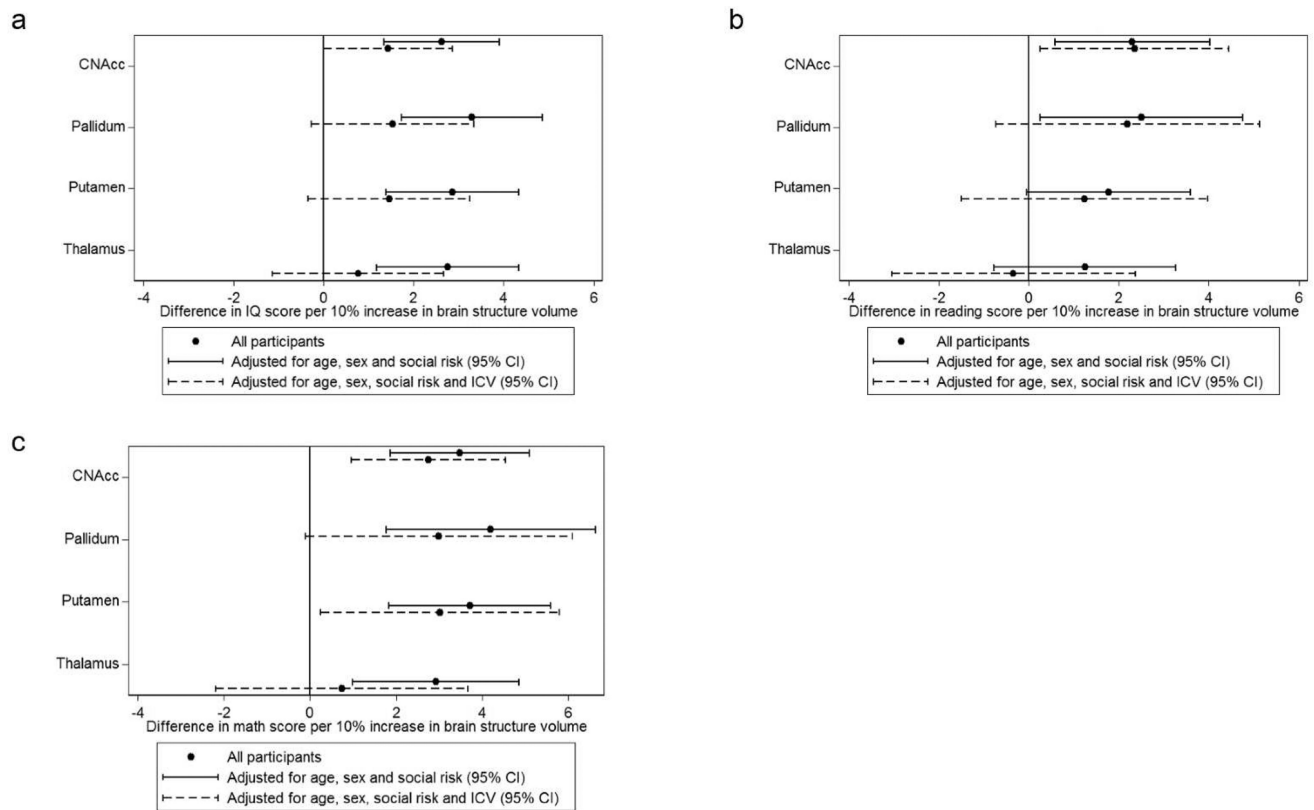 a
CNAcc
Pallidum
Putamen
Thalamus
-4 -2 0 2 4 6
Difference in IQ score per 10% increase in brain structure volume
All participants
Adjusted for age, sex and social risk (95% CI)
Adjusted for age, sex, social risk and ICV (95% CI)
b
CNAcc
Pallidum
Putamen
Thalamus
-4 -2 0 2 4 6
Difference in reading score per 10% increase in brain structure volume
All participants
Adjusted for age, sex and social risk (95% CI)
Adjusted for age, sex, social risk and ICV (95% CI)
c
CNAcc
Pallidum
Putamen
Thalamus
-4 -2 0 2 4 6
Difference in math score per 10% increase in brain structure volume
All participants
Adjusted for age, sex and social risk (95% CI)
Adjusted for age, sex, social risk and ICV (95% CI)